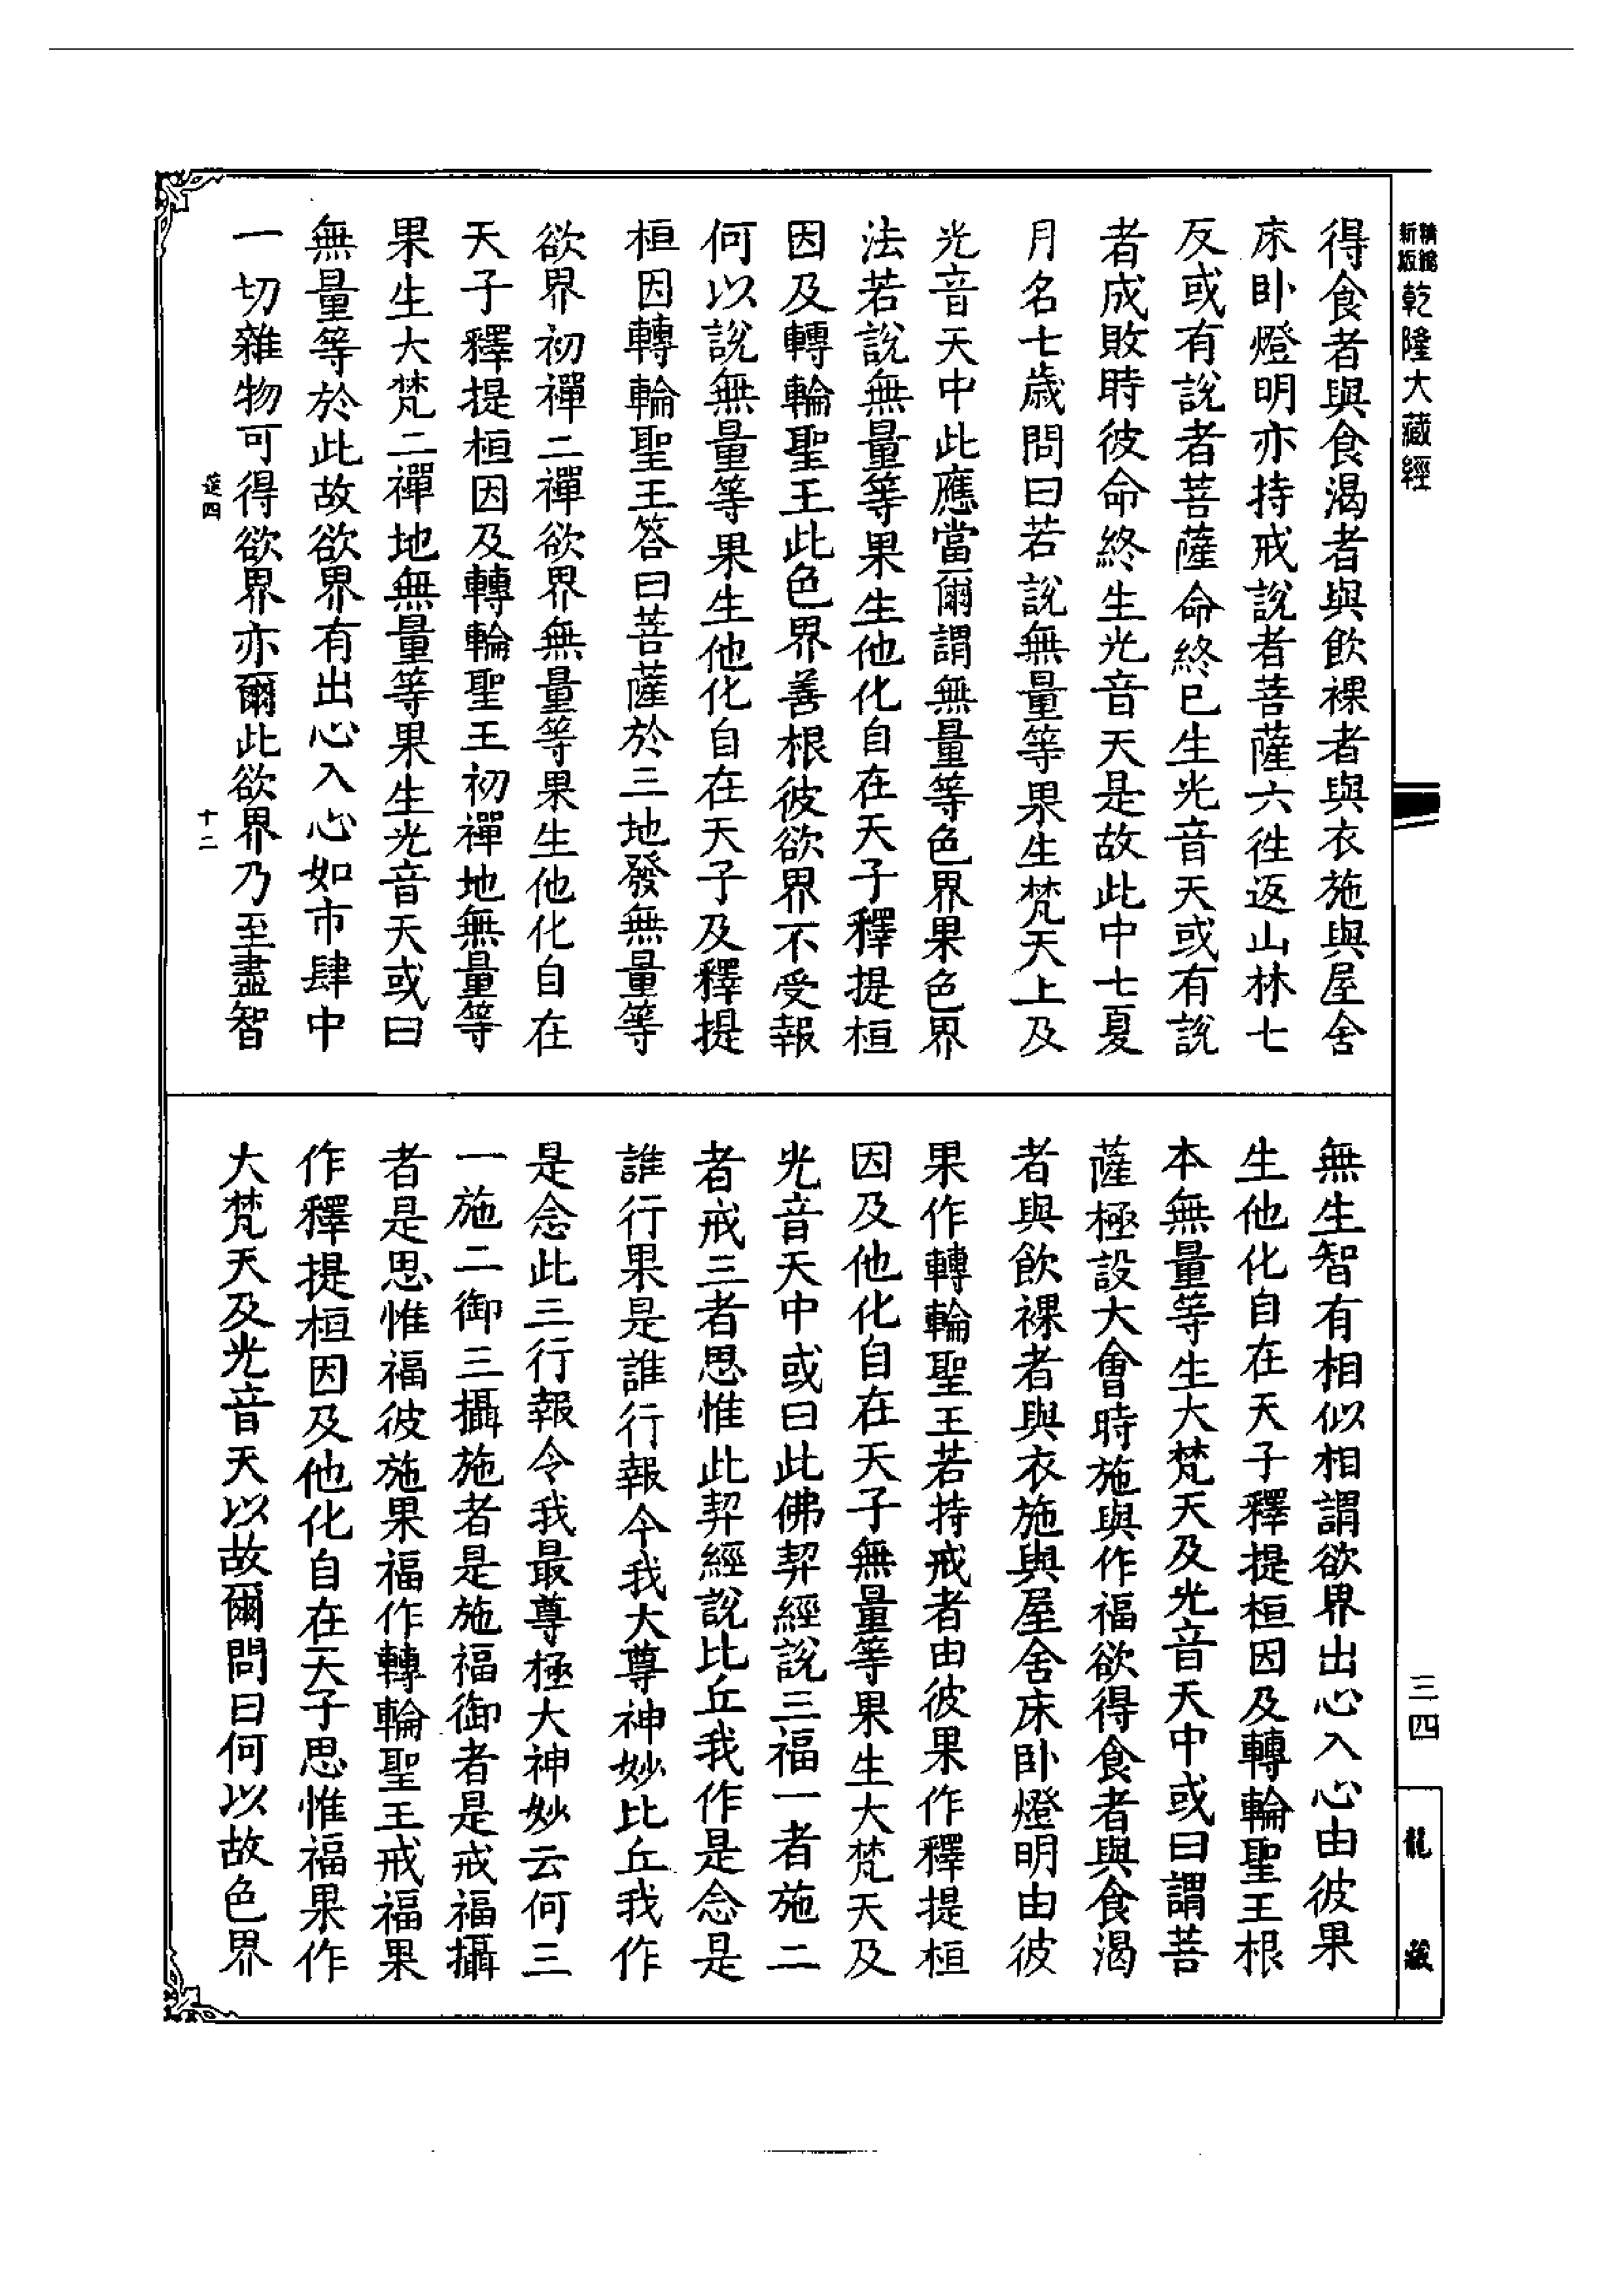 精縮新版乾隆大藏經
得食者與食渴者與飲裸者與衣施與屋舍
床卧燈明亦持戒說者菩薩六徃返山林七
反或有說者菩薩命終已生光音天或有說
者成敗時彼命終生光音天是故此中七夏
月名七歲問曰若說無量等果生梵天上及
光音天中此應當爾謂無量等色界果色界
法若說無量等果生他化自在天子釋提桓
因及轉輪聖王此色界善根彼欲界不受報
何以說無量等果生他化自在天子及釋提
桓因轉輪聖王答曰菩薩於三地發無量等
欲界初禪二禪欲界無量等果生他化自在
天子釋提桓因及轉輪聖王初禪地無量等
果生大梵二禪地無量等果生光音天或曰
無量等於此故欲界有出心入心如市肆中
一切雜物可得欲界亦爾此欲界乃至盡智
筵四
十二
無生智有相似相謂欲界出心入心由彼果
生他化自在天子釋提桓因及轉輪聖王根
本無量等生大梵天及光音天中或曰謂菩
薩極設大會時施與作福欲得食者與食渴
者與飲裸者與衣施與屋舍床卧燈明由彼
果作轉輪聖王若持戒者由彼果作釋提桓
因及他化自在天子無量等果生大梵天及
光音天中或曰此佛契經說三福一者施二
者戒三者思惟此契經說比丘我作是念是
誰行果是誰行報今我大尊神妙比丘我作
是念此三行報令我最尊極大神妙云何三
一施二御三攝施者是施福御者是戒福攝
者是思惟福彼施果福作轉輪聖王戒福果
作釋提桓因及他化自在天子思惟福果作
大梵天及光音天以故爾問曰何以故色界
三四
龍藏